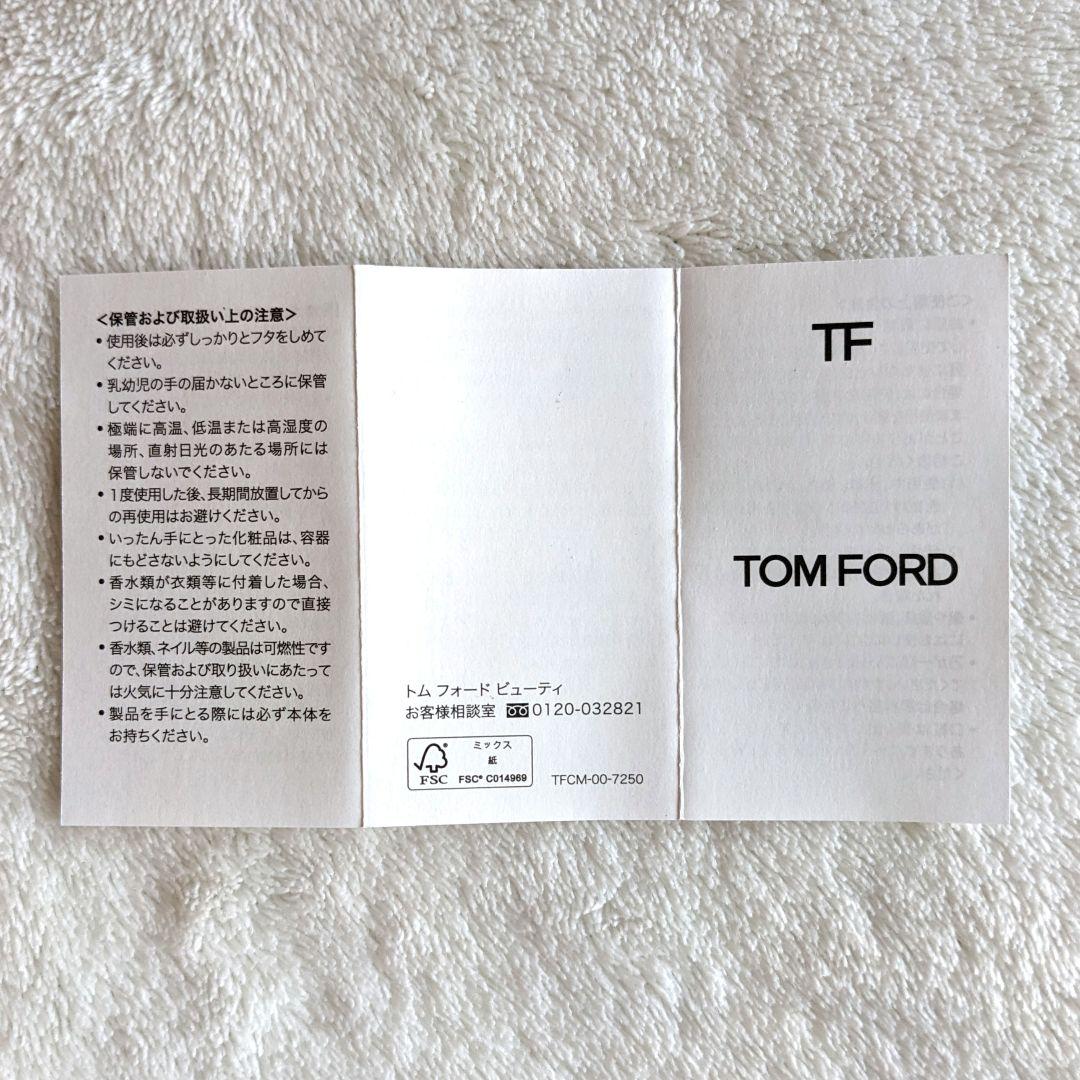 <保管および取扱い上の注意>
• 使用後は必ずしっかりとフタをしめて
ください。
• 乳幼児の手の届かないところに保管
してください。
• 極端に高温、低温または高湿度の
場所、直射日光のあたる場所には
保管しないでください。
• 1度使用した後、長期間放置してから
の再使用はお避けください。
• いったん手にとった化粧品は、容器
にもどさないようにしてください。
• 香水類が衣類等に付着した場合、
シミになることがありますので直接
つけることは避けてください。
• 香水類、ネイル等の製品は可燃性です
ので、保管および取り扱いにあたって
は火気に十分注意してください。
• 製品を手にとる際には必ず本体を
お持ちください。
トム フォード ビューティ
お客様相談室 0120-032821
FSC
ミックス
紙
FSC® C014969
TFCM-00-7250
TF
TOM FORD